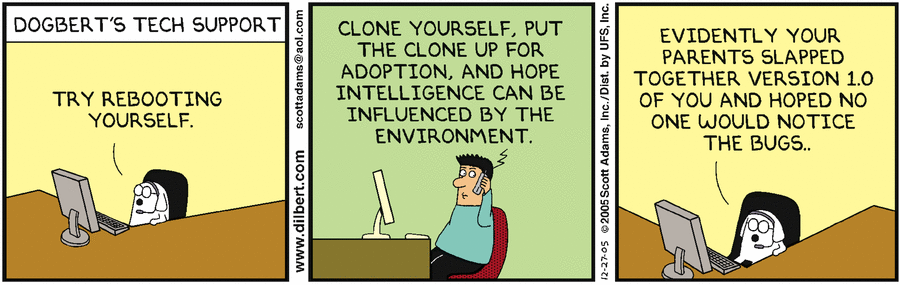 DOGBERT'S TECH SUPPORT
TRY REBOOTING
YOURSELF.
scottadams@aol.com
www.dilbert.com
CLONE YOURSELF, PUT
THE CLONE UP FOR
ADOPTION, AND HOPE
INTELLIGENCE CAN BE
INFLUENCED BY THE
ENVIRONMENT.
12-27-05 ©2005 Scott Adams, Inc./Dist. by UFS, Inc.
EVIDENTLY YOUR
PARENTS SLAPPED
TOGETHER VERSION 1.0
OF YOU AND HOPED NO
ONE WOULD NOTICE
THE BUGS..